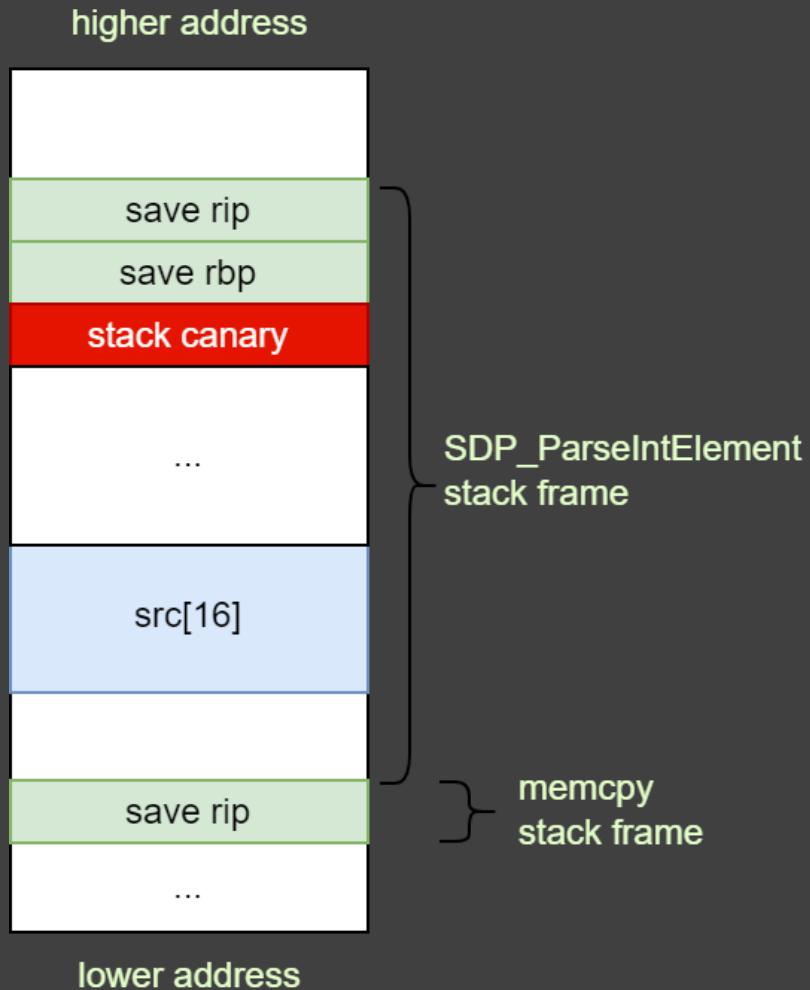 higher address
save rip
save rbp
stack canary
...
SDP_ParseIntElement
stack frame
src[16]
memcpy
stack frame
save rip
...
lower address